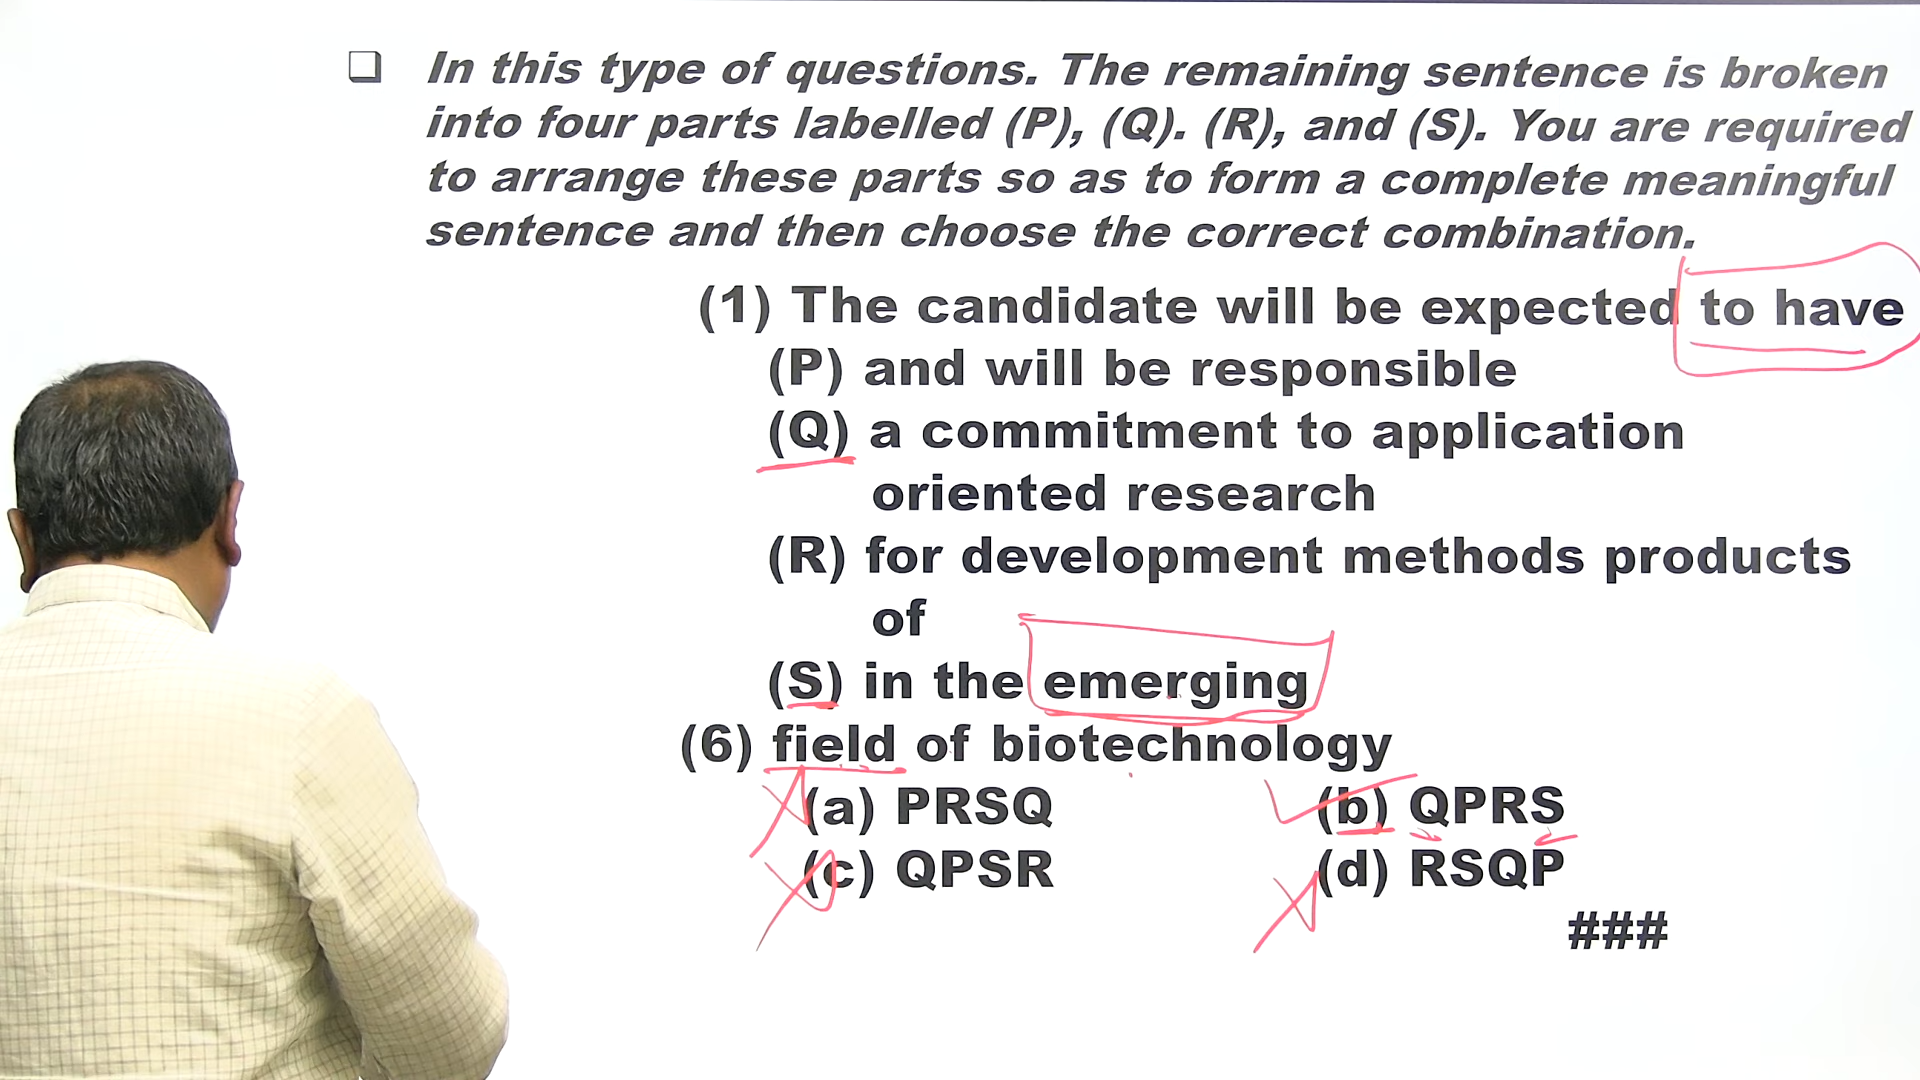 ❑ In this type of questions. The remaining sentence is broken
into four parts labelled (P), (Q). (R), and (S). You are required
to arrange these parts so as to form a complete meaningful
sentence and then choose the correct combination.
(1) The candidate will be expected to have
(P) and will be responsible
(Q) a commitment to application
oriented research
(R) for development methods products
of
(S) in the emerging
(6) field of biotechnology
(a) PRSQ (b) QPRS
(c) QPSR (d) RSQP
###